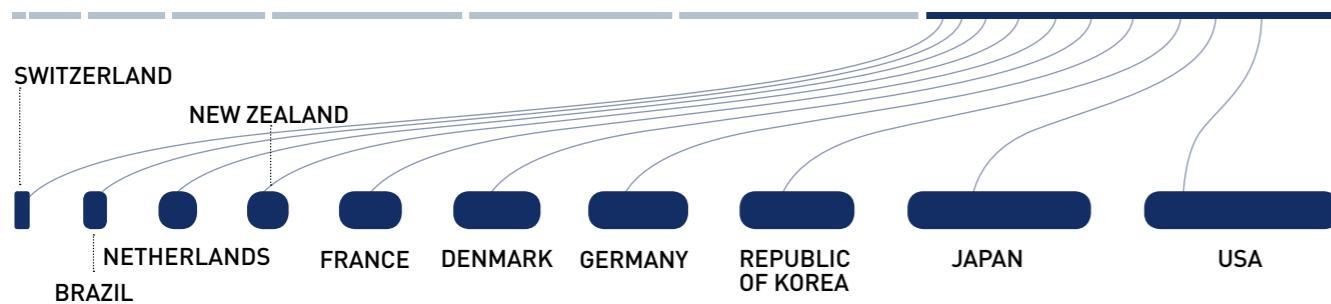 SWITZERLAND
NEW ZEALAND
NETHERLANDS
BRAZIL
FRANCE
DENMARK
GERMANY
REPUBLIC
OF KOREA
JAPAN
USA